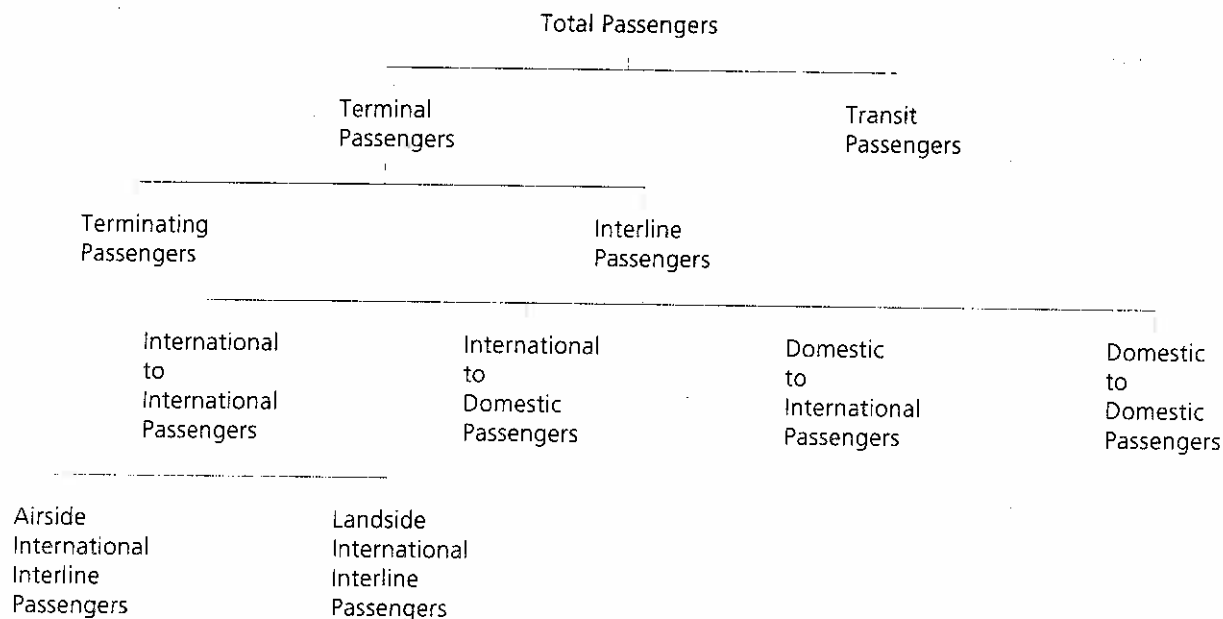 Total Passengers
Terminal
Passengers
Transit
Passengers
Terminating
Passengers
Interline
Passengers
International
to
International
Passengers
International
to
Domestic
Passengers
Domestic
to
International
Passengers
Domestic
to
Domestic
Passengers
Airside
International
Interline
Passengers
Landside
International
Interline
Passengers